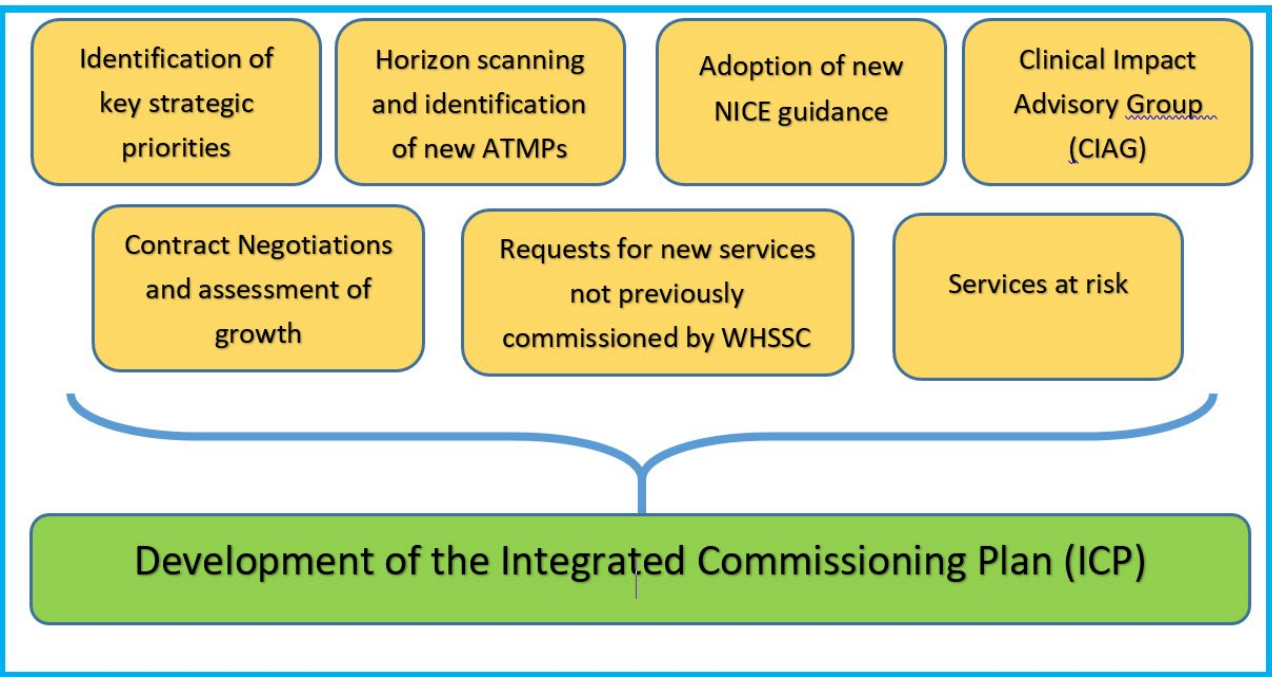 Identification of
key strategic
priorities
Horizon scanning
and identification
of new ATMPs
Adoption of new
NICE guidance
Clinical Impact
Advisory Group
(CIAG)
Contract Negotiations
and assessment of
growth
Requests for new services
not previously
commissioned by WHSSC
Services at risk
Development of the Integrated Commissioning Plan (ICP)